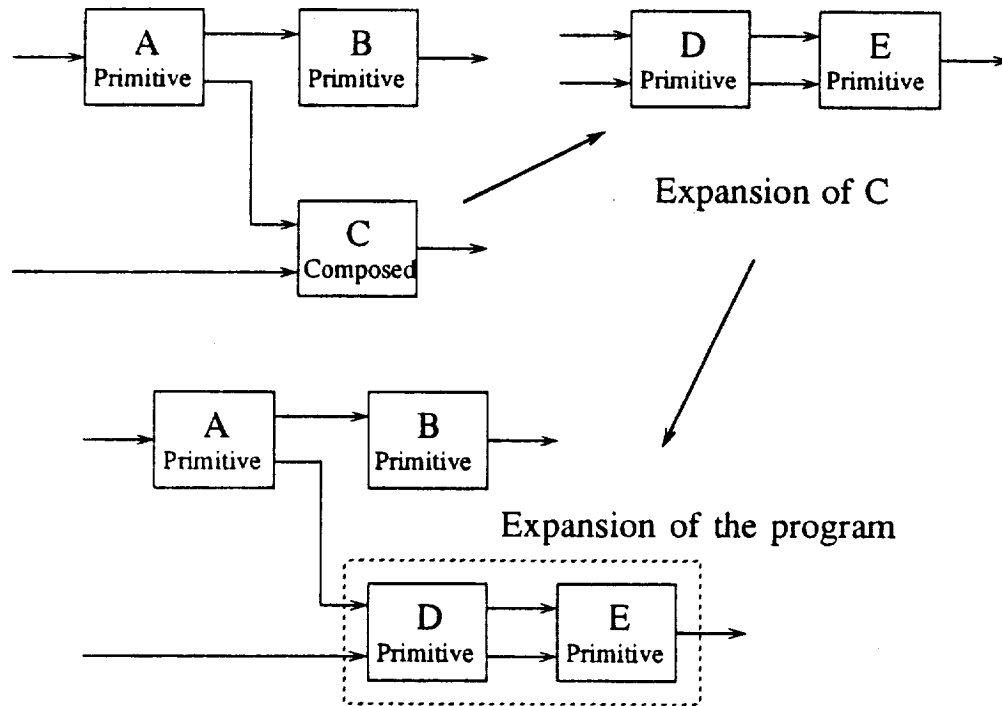 A
Primitive
B
Primitive
D
Primitive
E
Primitive
C
Composed
Expansion of C
A
Primitive
B
Primitive
Expansion of the program
D
Primitive
E
Primitive